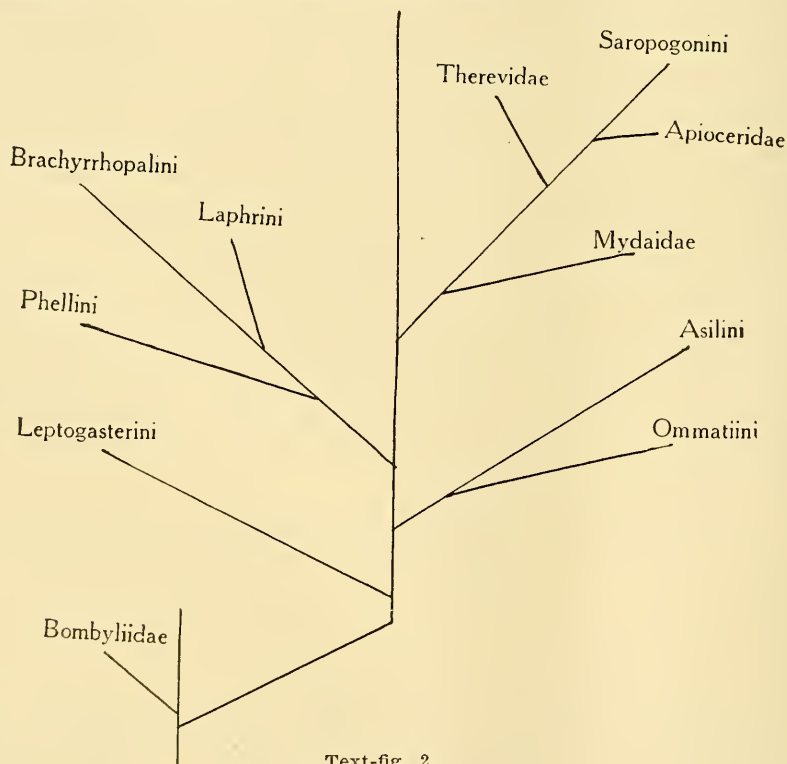 Saropogonini
Therevidae
Apioceridae
Brachyrrhopalini
Laphrini
Mydaidae
Phellini
Asilini
Leptogasterini
Ommatiini
Bombyliidae
Text-fig. 2